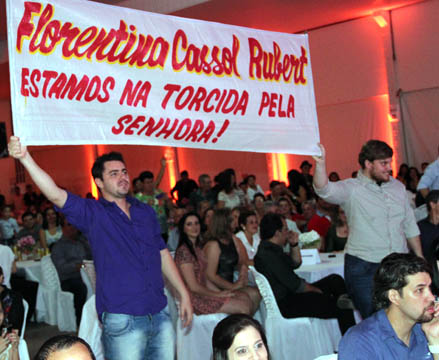 Florentina Cassol Rubert
ESTAMOS NA TORCIDA PELA
SENHORA!